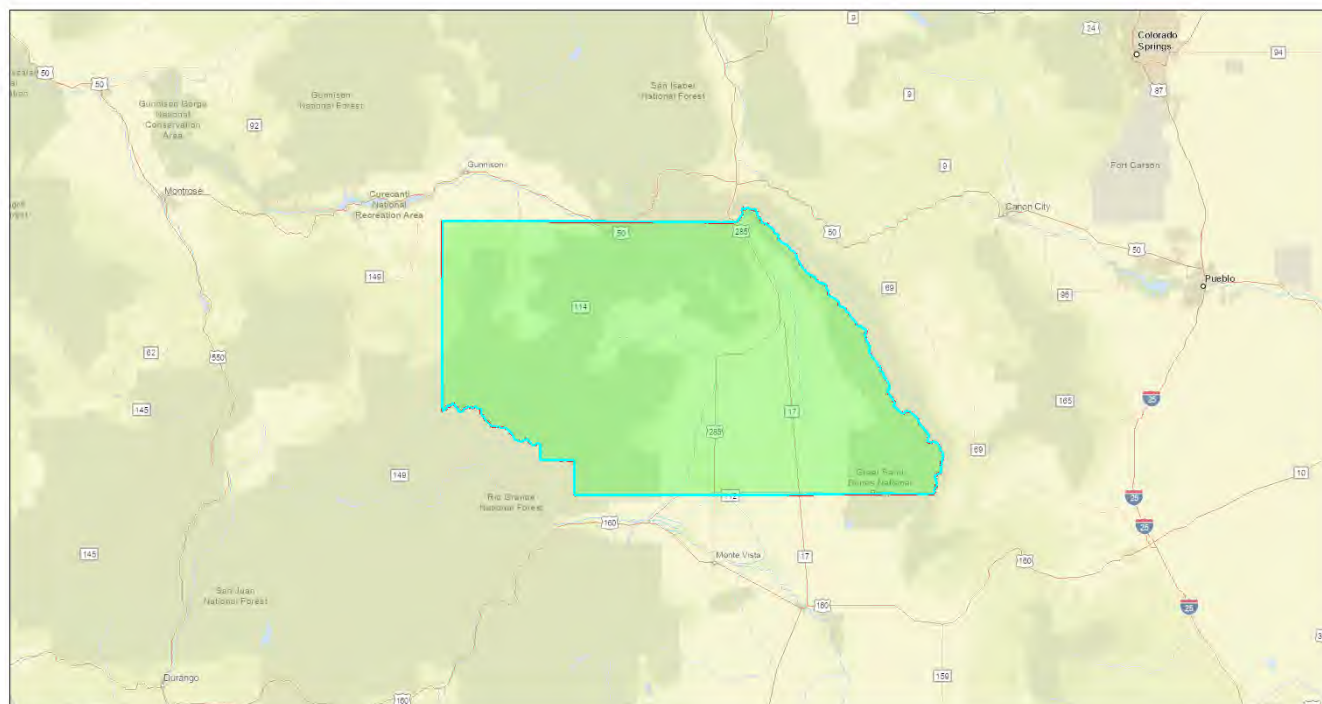 9
24
Colorado
Springs
94
50
50
87
Gunnison Gorge
National
Conservation
Area
Gunnison
National Forest
92
San Isabel
National Forest
9
9
Fort Carson
Montrose
Gunnison
Curecanti
National
Recreation Area
Canon City
50
285
50
50
149
69
96
Pueblo
114
62
550
145
17
165
25
285
69
149
Great Sand
Dunes National
10
Rio Grande
National Forest
112
25
160
25
145
Monte Vista
17
160
San Juan
National Forest
160
25
Durango
159
160